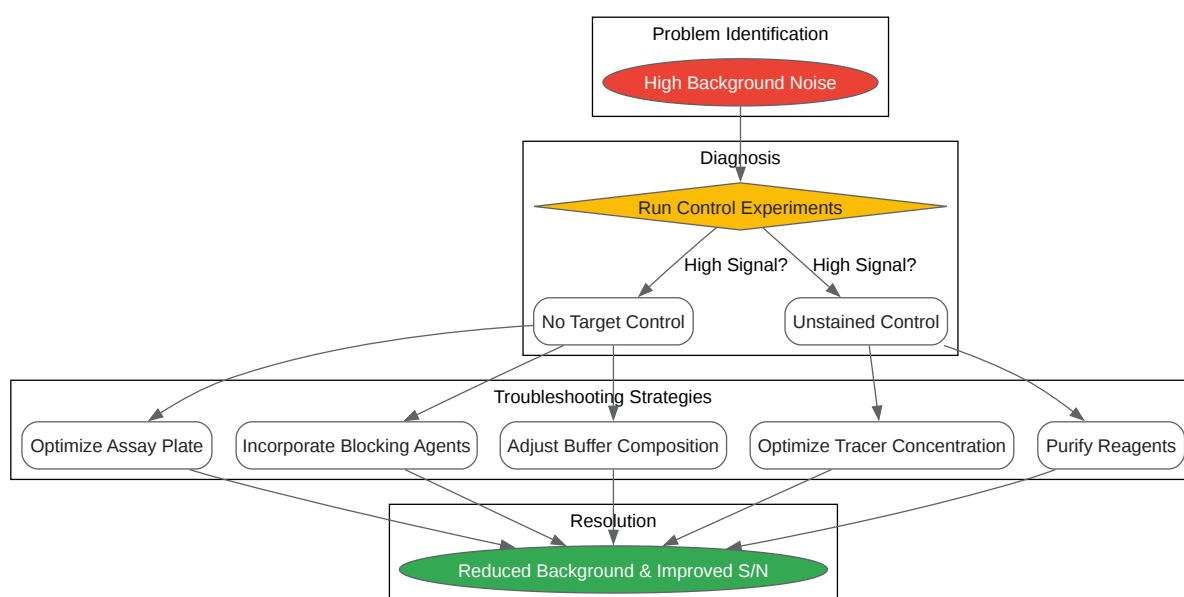 Problem Identification
High Background Noise
Diagnosis
Run Control Experiments
High Signal?
High Signal?
No Target Control
Unstained Control
Troubleshooting Strategies
Optimize Assay Plate
Incorporate Blocking Agents
Adjust Buffer Composition
Optimize Tracer Concentration
Purify Reagents
Resolution
Reduced Background & Improved S/N